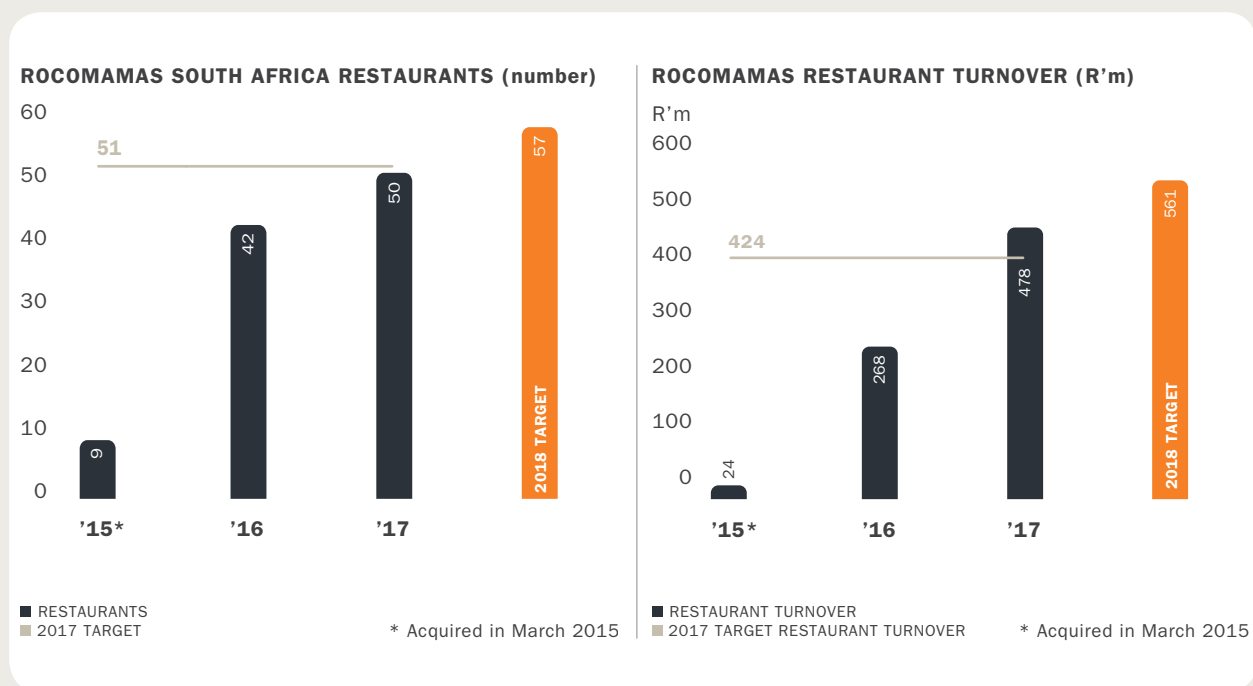 ROCOMAMAS SOUTH AFRICA RESTAURANTS (number)
60
50
40
30
20
10
0
51
9
42
50
57
2018 TARGET
’15*
’16
’17
RESTAURANTS
2017 TARGET
* Acquired in March 2015
ROCOMAMAS RESTAURANT TURNOVER (R’m)
R’m
600
500
400
300
200
100
0
424
24
268
478
561
2018 TARGET
’15*
’16
’17
RESTAURANT TURNOVER
2017 TARGET RESTAURANT TURNOVER
* Acquired in March 2015